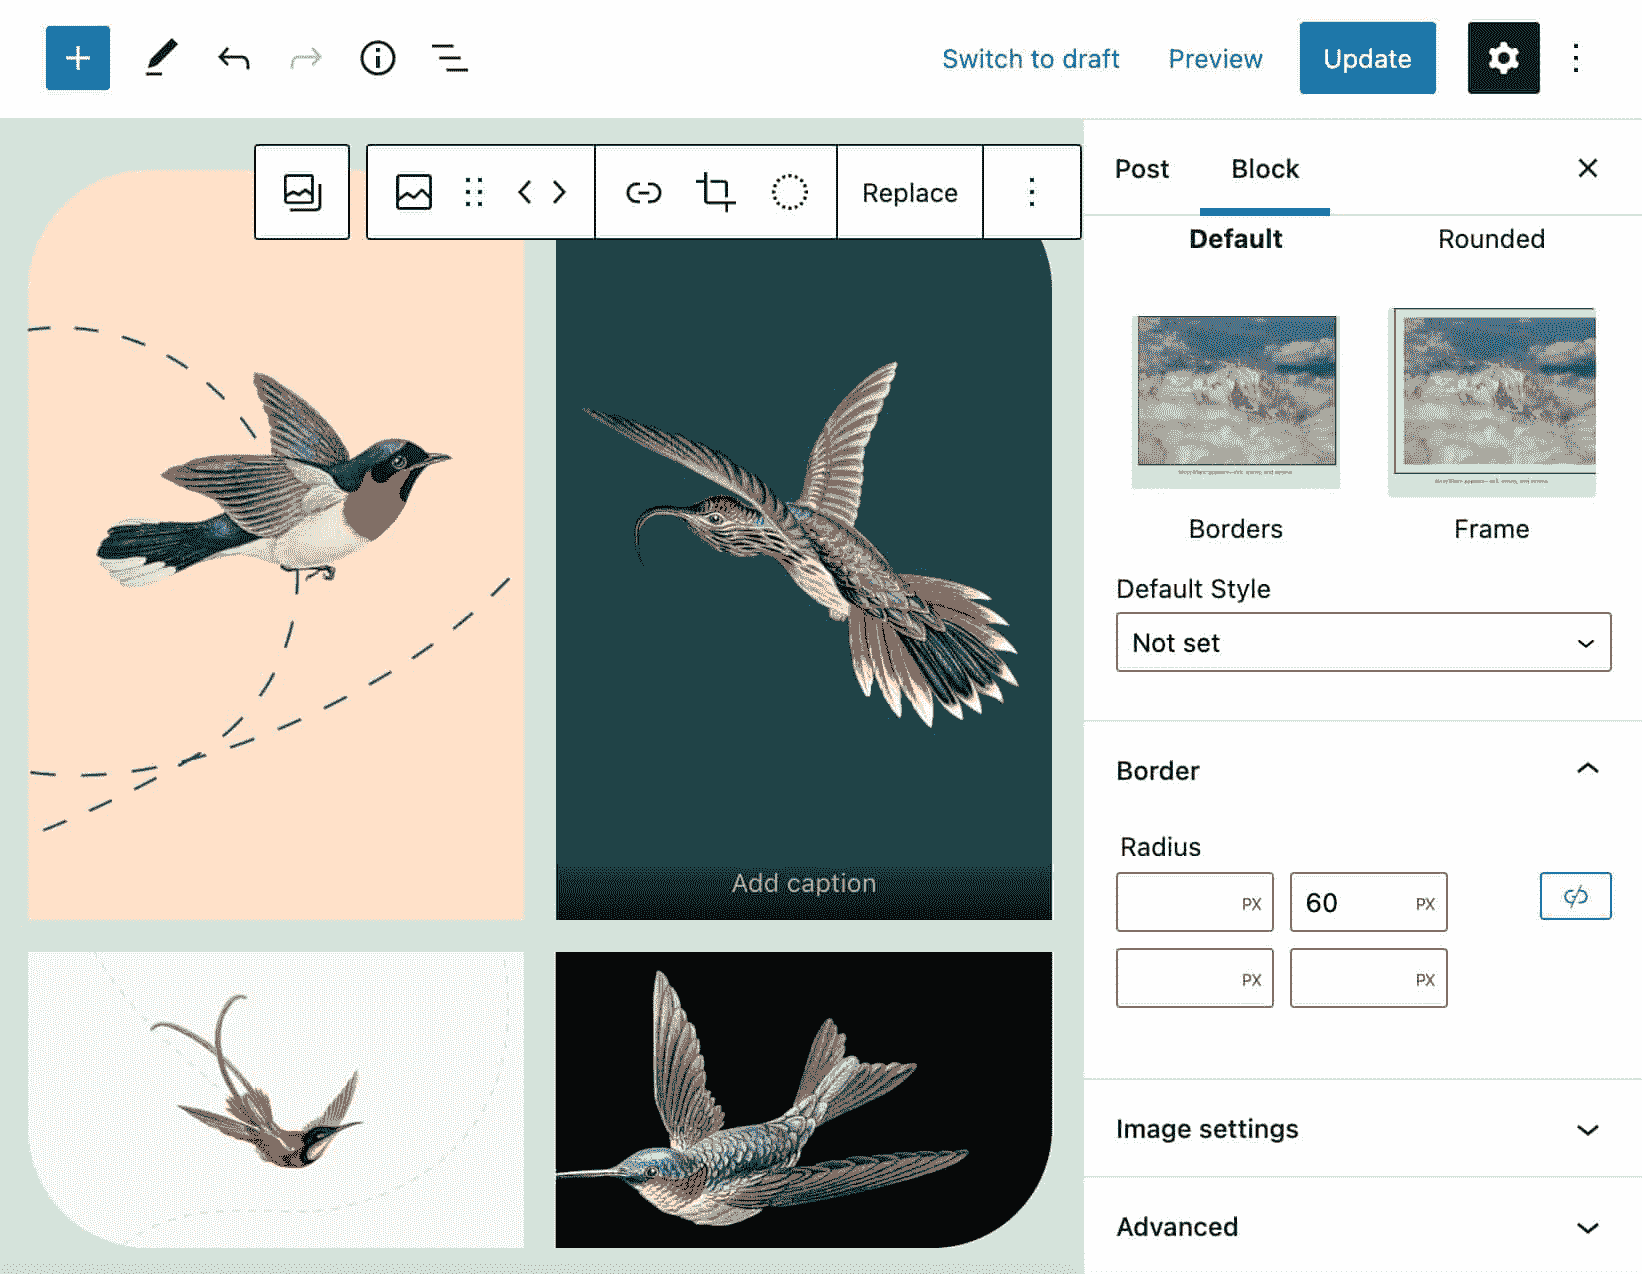 Switch to draft
Preview
Update
Replace
Post
Block
Default
Rounded
Borders
Frame
Default Style
Not set
Border
Radius
PX
60 PX
PX
PX
Add caption
Image settings
Advanced